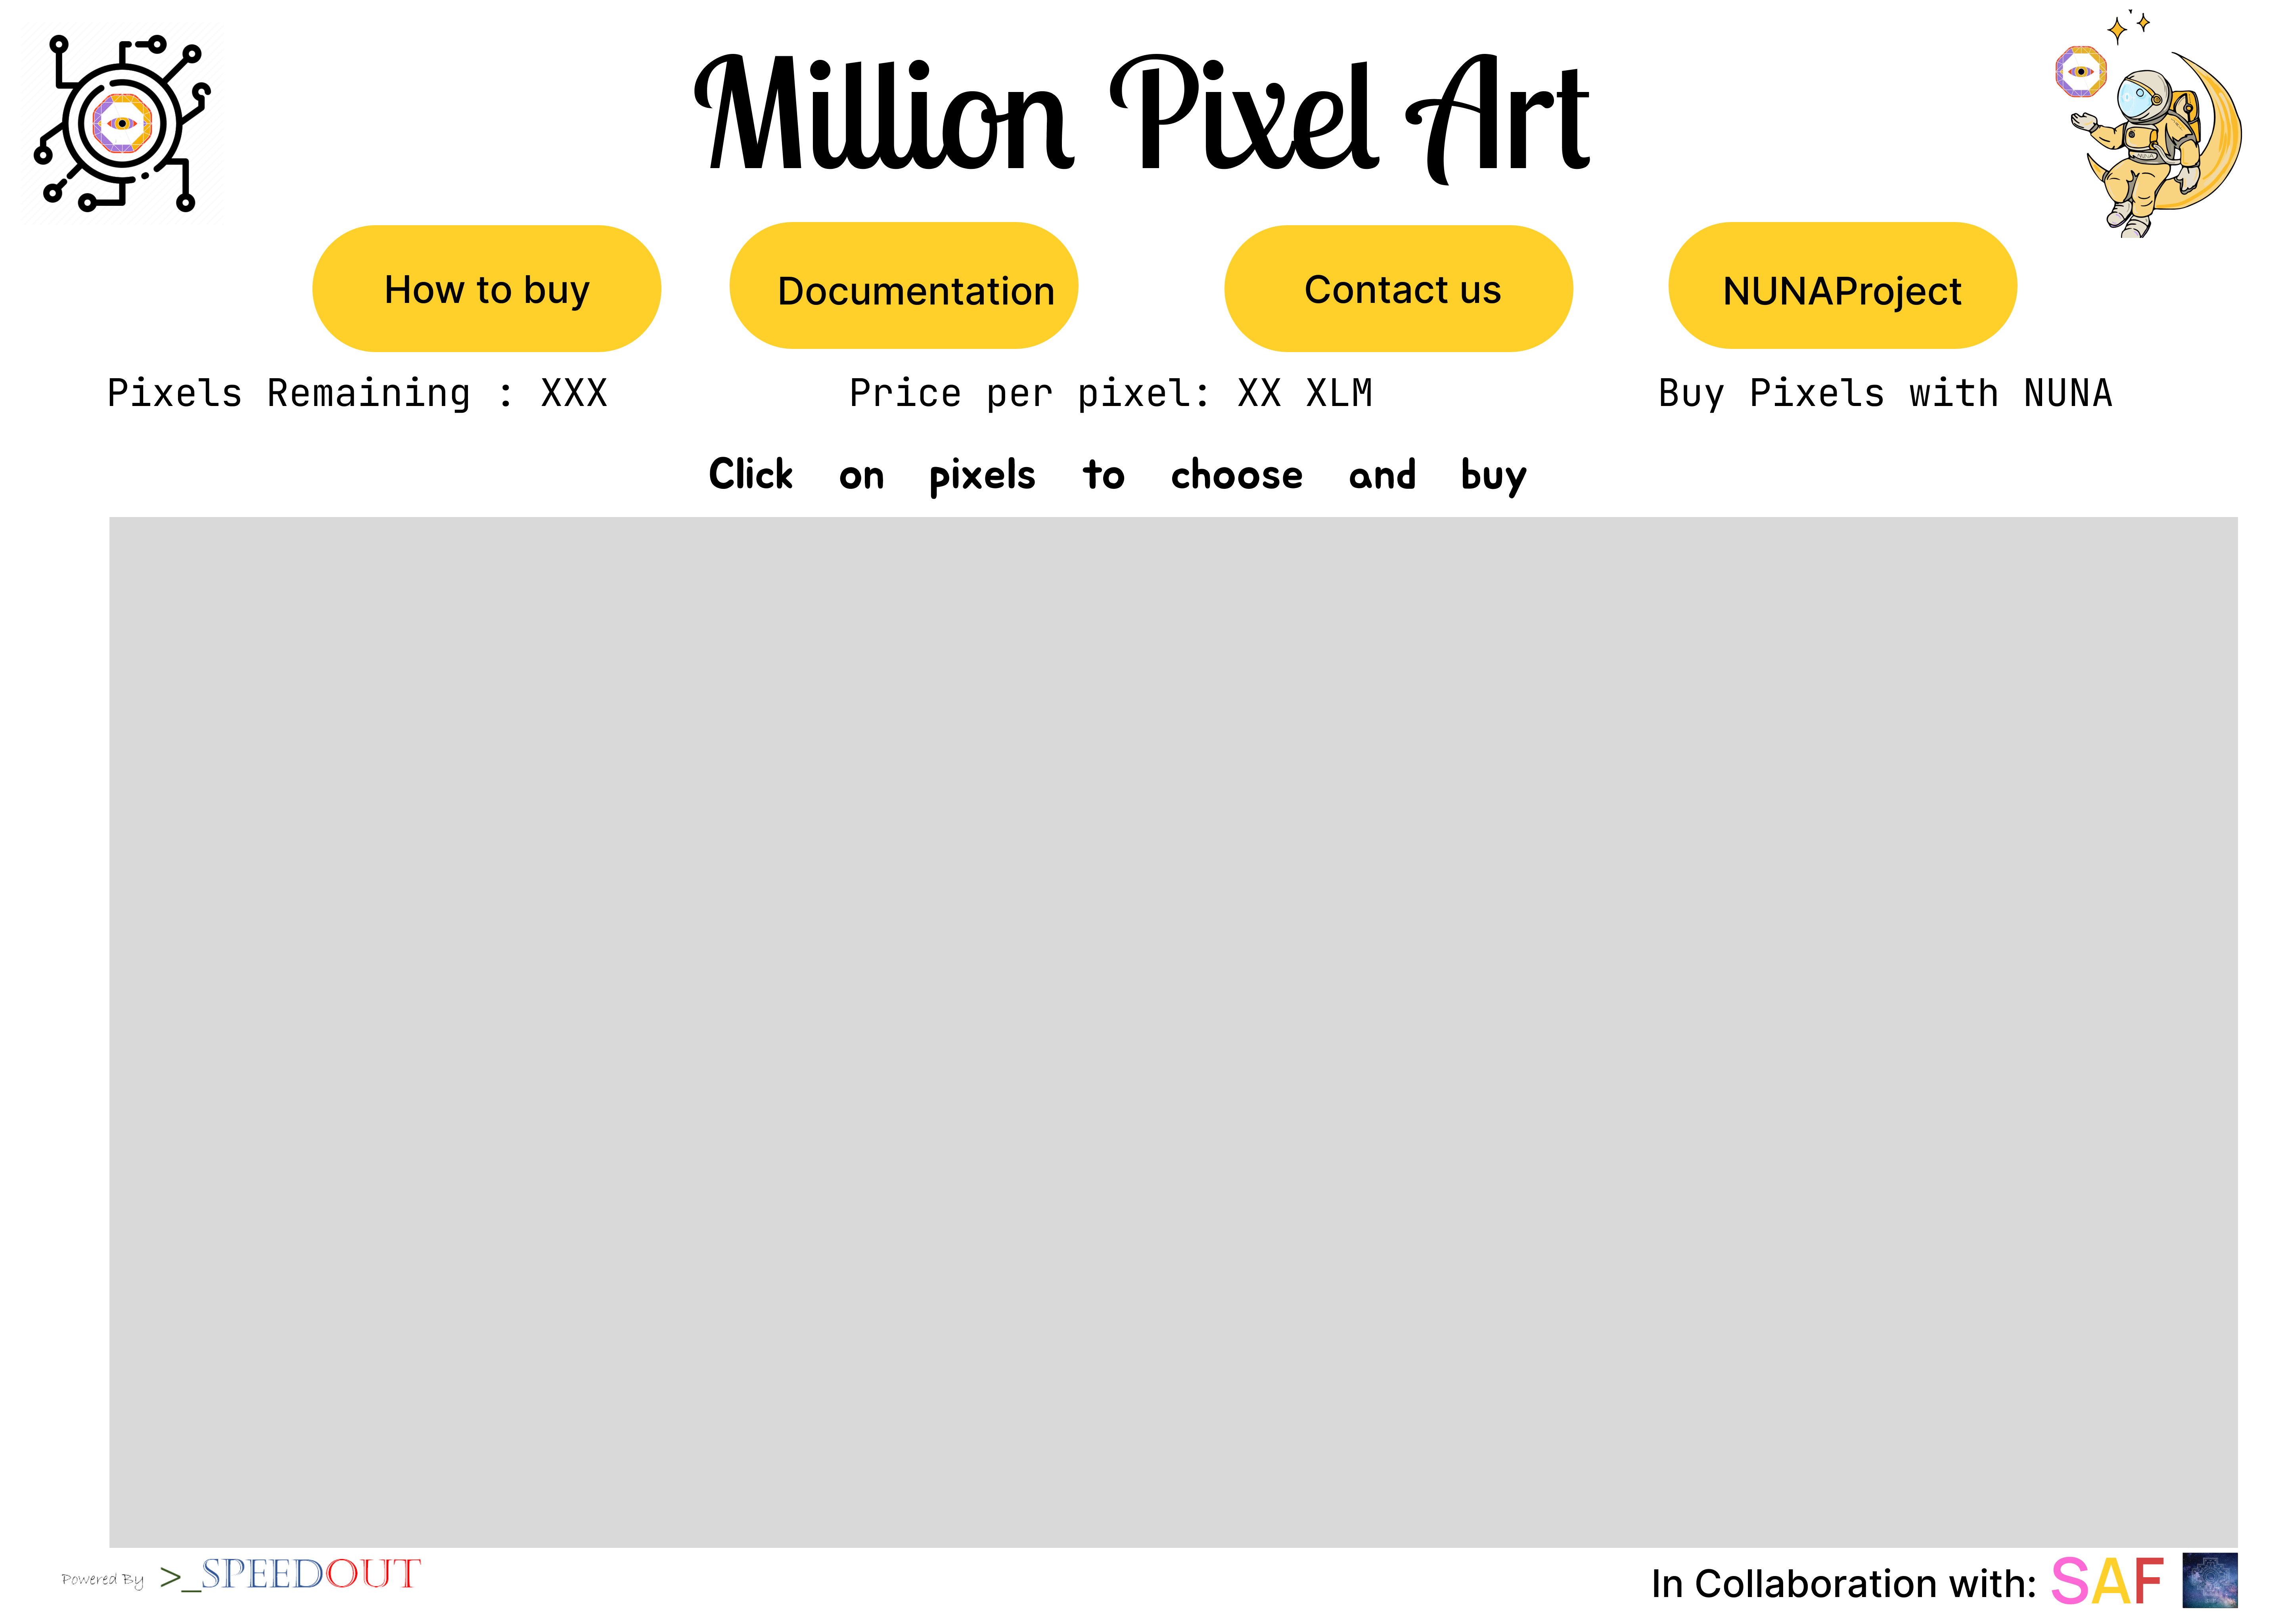 Million Pixel Art
How to buy
Documentation
Contact us
NUNAProject
Pixels Remaining : XXX
Price per pixel: XX XLM
Buy Pixels with NUNA
Click on pixels to choose and buy
Powered By >_SPEEDOUT
In Collaboration with: SAF
NUNA